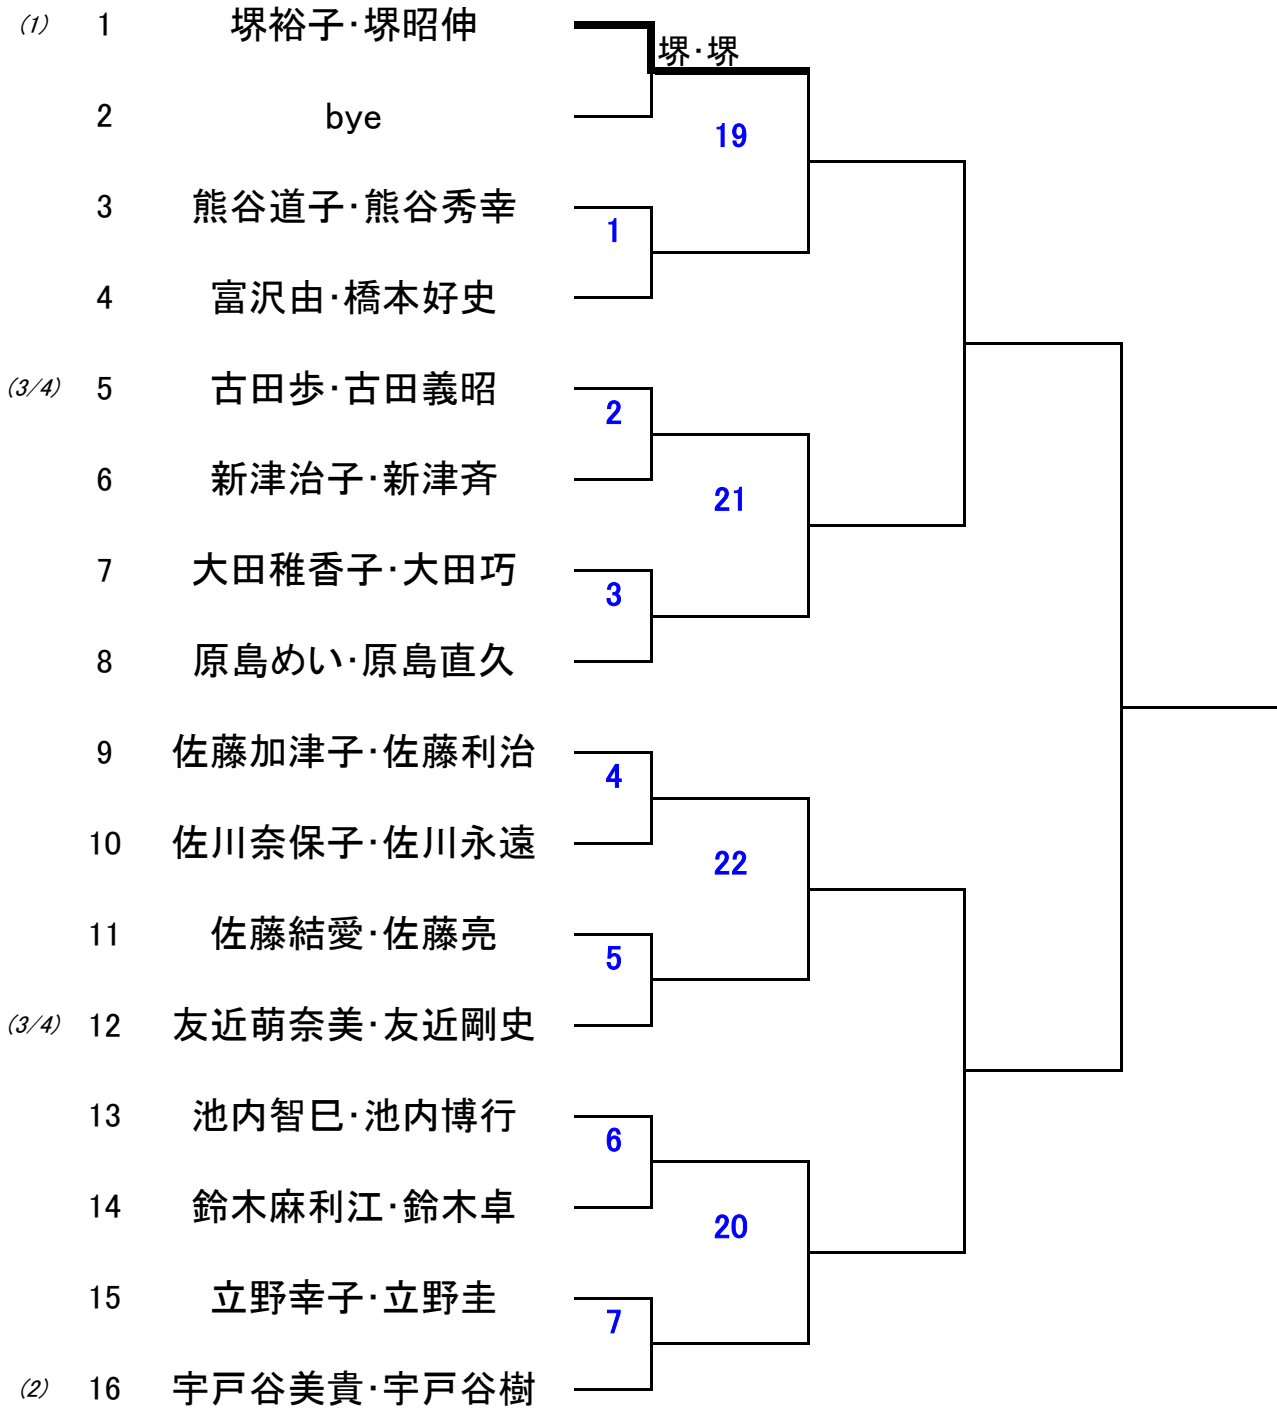 (1) 1 堺裕子・堺昭伸
堺・堺
2 bye
19
3 熊谷道子・熊谷秀幸
1
4 富沢由・橋本好史
(3/4) 5 古田歩・古田義昭
2
6 新津治子・新津斉
21
7 大田稚香子・大田巧
3
8 原島めい・原島直久
9 佐藤加津子・佐藤利治
4
10 佐川奈保子・佐川永遠
22
11 佐藤結愛・佐藤亮
5
(3/4) 12 友近萌奈美・友近剛史
13 池内智巳・池内博行
6
14 鈴木麻利江・鈴木卓
20
15 立野幸子・立野圭
7
(2) 16 宇戸谷美貴・宇戸谷樹